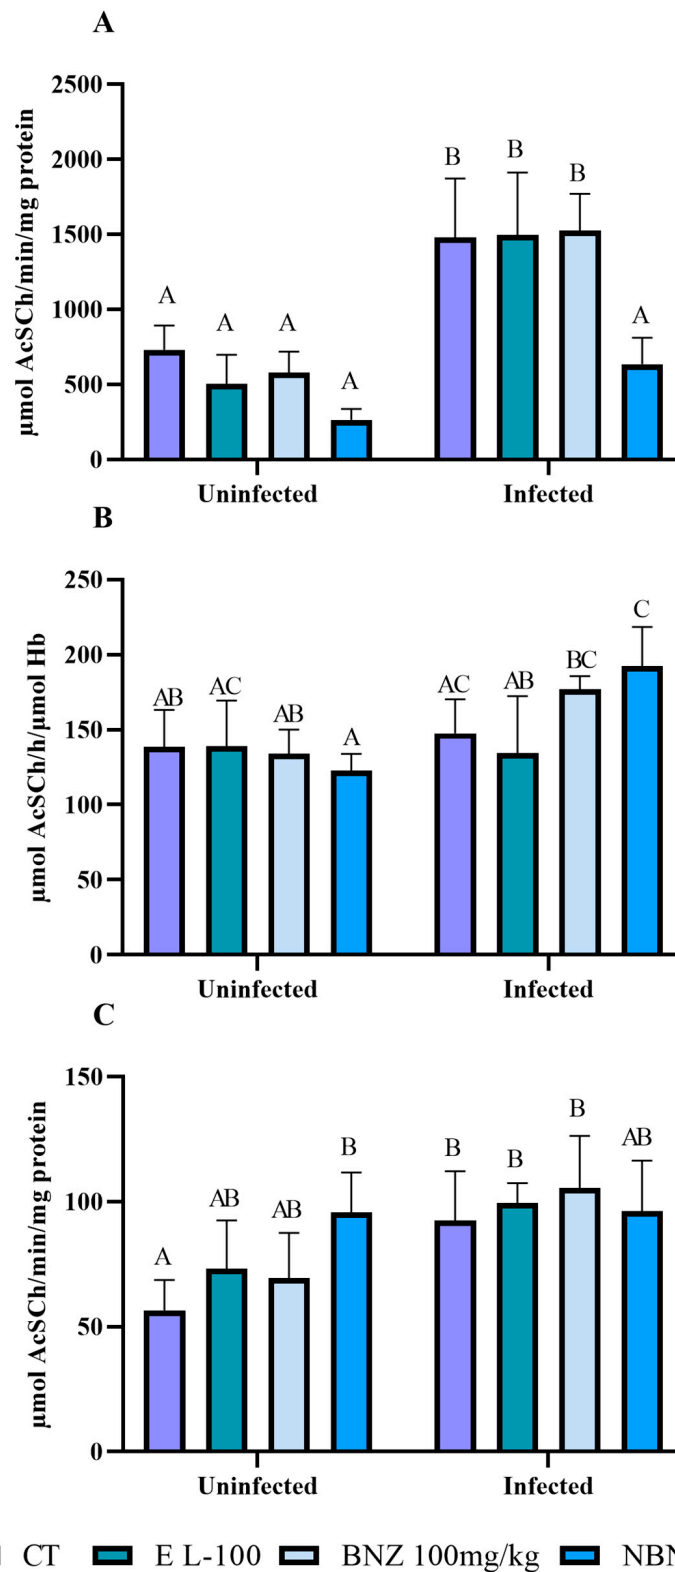 A
µmol AcSCh/min/mg protein
2500
2000
1500
1000
500
0
A A A A B B B A
Uninfected Infected
B
µmol AcSCh/h/µmol Hb
250
200
150
100
50
0
AB AC AB A AC AB BC C
Uninfected Infected
C
µmol AcSCh/min/mg protein
150
100
50
0
A AB AB B B B B AB
Uninfected Infected
CT E L-100 BNZ 100mg/kg